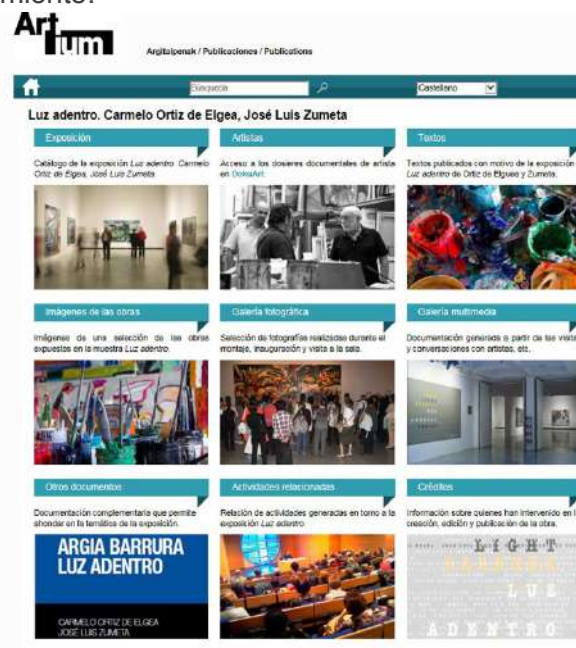 miento.
Artium
Argitalpenak / Publicaciones / Publications
Búsqueda
Castellano
Luz adentro. Carmelo Ortiz de Elgea, José Luis Zumeta
Exposición
Catálogo de la exposición Luz adentro. Carmelo
Ortiz de Elgea, José Luis Zumeta.
Artistas
Acceso a los dosieres documentales de artista
en DokuArt.
Textos
Textos publicados con motivo de la exposición
Luz adentro de Ortiz de Elguea y Zumeta.
Imágenes de las obras
Imágenes de una selección de las obras
expuestas en la muestra Luz adentro.
Galería fotográfica
Selección de fotografías realizadas durante el
montaje, inauguración y visita a la sala.
Galería multimedia
Documentación generada a partir de las visita
y conversaciones con artistas, etc.
Otros documentos
Documentación complementaria que permite
ahondar en la temática de la exposición.
ARGIA BARRURA
LUZ ADENTRO
CARMELO ORTIZ DE ELGEA
JOSÉ LUIS ZUMETA
Actividades relacionadas
Relación de actividades generadas en torno a la
exposición Luz adentro.
Créditos
Información sobre quienes han intervenido en l
creación, edición y publicación de la obra.
LIGHT
BARRURA
LUZ
ADENTRO